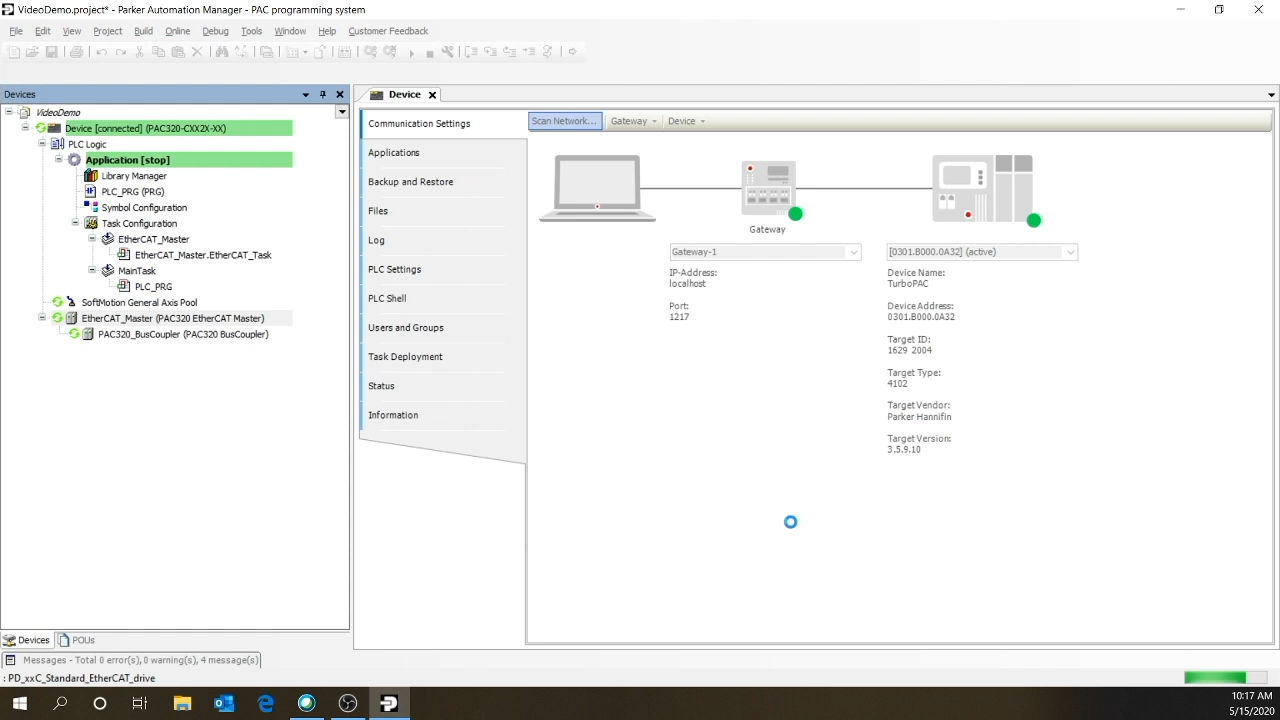 VideoDemo.project* - Parker Automation Manager - PAC programming system
File Edit View Project Build Online Debug Tools Window Help Customer Feedback
Devices
VideoDemo
Device [connected] (PAC320-CXX2X-XX)
PLC Logic
Application [stop]
Library Manager
PLC_PRG (PRG)
Symbol Configuration
Task Configuration
EtherCAT_Master
EtherCAT_Master.EtherCAT_Task
MainTask
PLC_PRG
SoftMotion General Axis Pool
EtherCAT_Master (PAC320 EtherCAT Master)
PAC320_BusCoupler (PAC320 BusCoupler)
Devices POUs
Device
Communication Settings
Applications
Backup and Restore
Files
Log
PLC Settings
PLC Shell
Users and Groups
Task Deployment
Status
Information
Scan Network... Gateway Device
Gateway
Gateway-1
IP-Address:
localhost
Port:
1217
[0301.B000.0A32] (active)
Device Name:
TurboPAC
Device Address:
0301.B000.0A32
Target ID:
1629 2004
Target Type:
4102
Target Vendor:
Parker Hannifin
Target Version:
3.5.9.10
Messages - Total 0 error(s), 0 warning(s), 4 message(s)
: PD_xxC_Standard_EtherCAT_drive
10:17 AM
5/15/2020